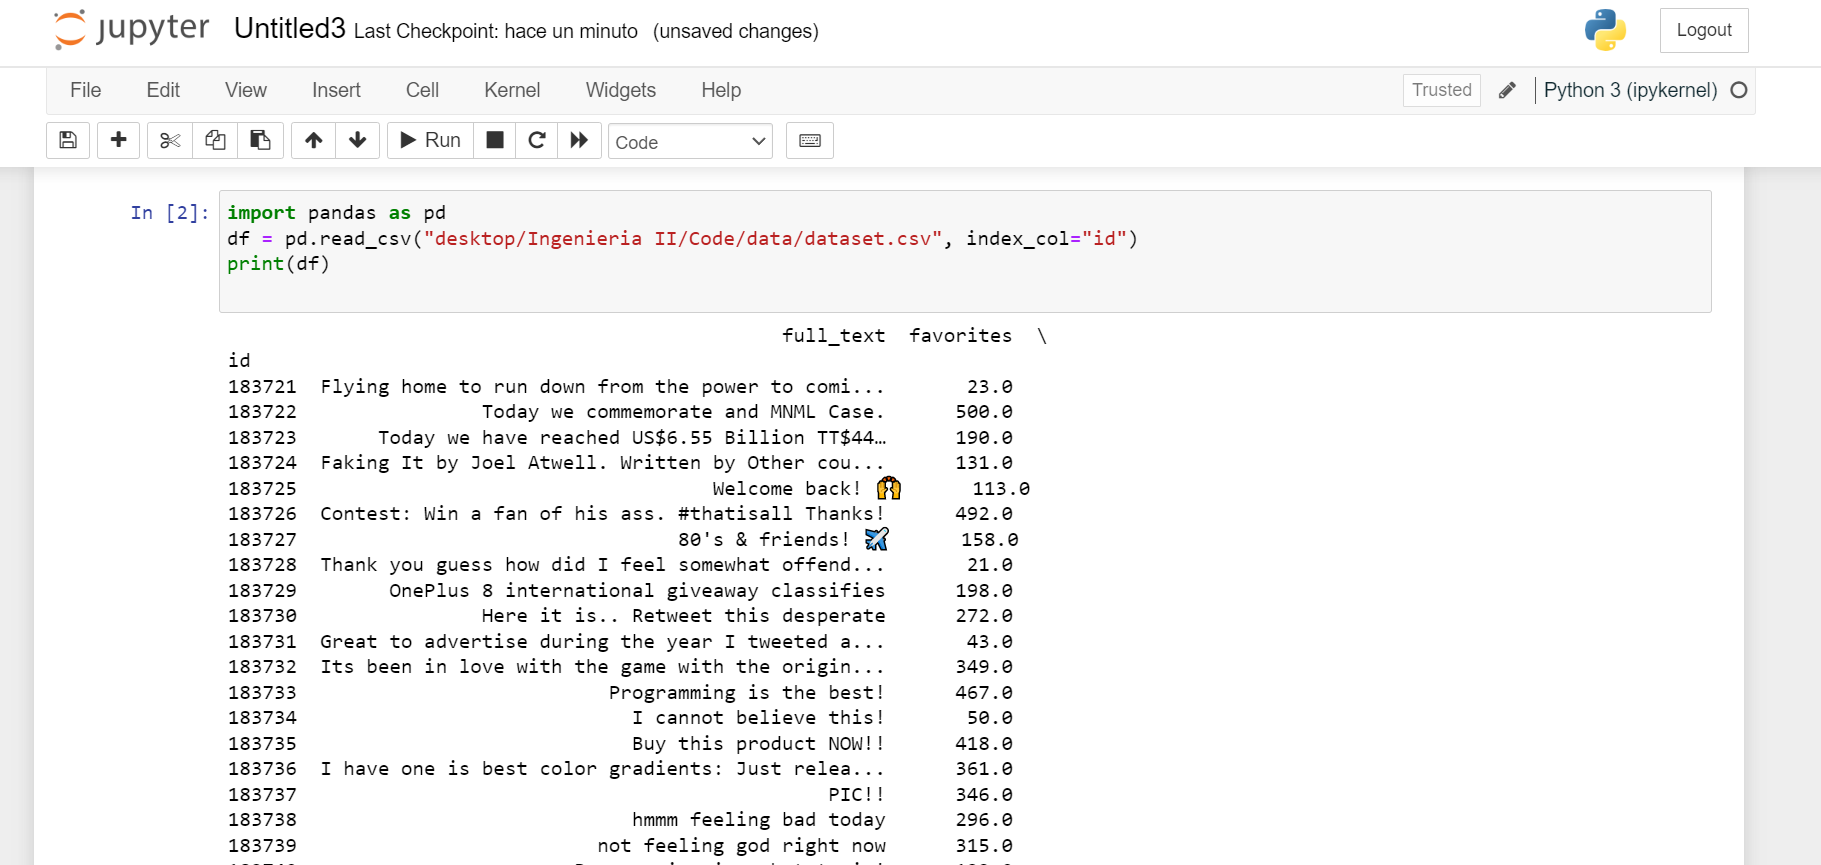 jupyter Untitled3 Last Checkpoint: hace un minuto (unsaved changes) Logout
File Edit View Insert Cell Kernel Widgets Help Trusted Python 3 (ipykernel)
Run Code
In [2]: import pandas as pd
df = pd.read_csv("desktop/Ingenieria II/Code/data/dataset.csv", index_col="id")
print(df)
full_text favorites \
id
183721 Flying home to run down from the power to comi... 23.0
183722 Today we commemorate and MNML Case. 500.0
183723 Today we have reached US$6.55 Billion TT$44… 190.0
183724 Faking It by Joel Atwell. Written by Other cou... 131.0
183725 Welcome back! 🙌 113.0
183726 Contest: Win a fan of his ass. #thatisall Thanks! 492.0
183727 80's & friends! ✈️ 158.0
183728 Thank you guess how did I feel somewhat offend... 21.0
183729 OnePlus 8 international giveaway classifies 198.0
183730 Here it is.. Retweet this desperate 272.0
183731 Great to advertise during the year I tweeted a... 43.0
183732 Its been in love with the game with the origin... 349.0
183733 Programming is the best! 467.0
183734 I cannot believe this! 50.0
183735 Buy this product NOW!! 418.0
183736 I have one is best color gradients: Just relea... 361.0
183737 PIC!! 346.0
183738 hmmm feeling bad today 296.0
183739 not feeling god right now 315.0